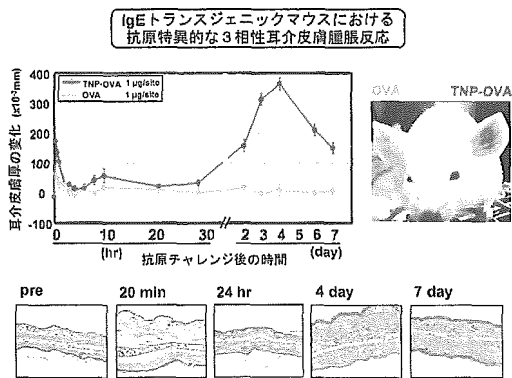 IgEトランスジェニックマウスにおける
抗原特異的な3相性耳介皮膚腫脹反応
耳介皮膚厚の変化 (x10⁻³mm)
400
300
200
100
0
-100
TNP-OVA 1 µg/site
OVA 1 µg/site
0 10 20 30 2 3 4 5 6 7
(hr) (day)
抗原チャレンジ後の時間
OVA TNP-OVA
pre 20 min 24 hr 4 day 7 day